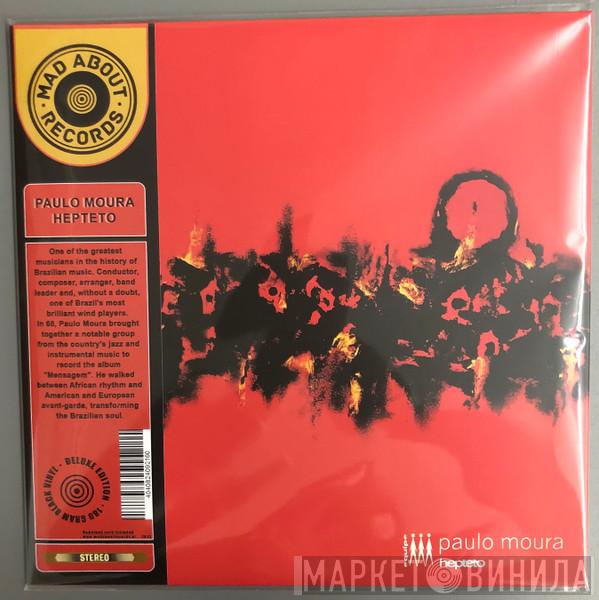 MAD ABOUT
RECORDS
PAULO MOURA
HEPTETO
One of the greatest
musicians in the history of
Brazilian music. Conductor,
composer, arranger, band
leader and, without a doubt,
one of Brazil's most
brilliant wind players.
In 68, Paulo Moura brought
together a notable group
from the country's jazz and
instrumental music to
record the album
"Mensagem". He walked
between African rhythm and
American and European
avant-garde, transforming
the Brazilian soul.
DELUXE EDITION · 180 GRAM BLACK VINYL ·
4040824092160
STEREO
equipe
paulo moura
hepteto
МАРКЕТ ВИНИЛА